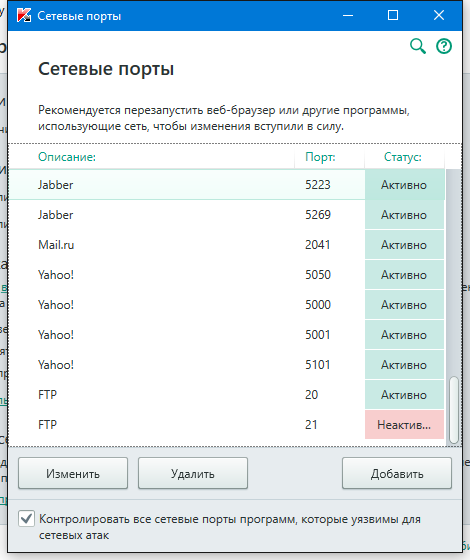 Сетевые порты
Сетевые порты
Рекомендуется перезапустить веб-браузер или другие программы,
использующие сеть, чтобы изменения вступили в силу.
Описание: Порт: Статус:
Jabber 5223 Активно
Jabber 5269 Активно
Mail.ru 2041 Активно
Yahoo! 5050 Активно
Yahoo! 5000 Активно
Yahoo! 5001 Активно
Yahoo! 5101 Активно
FTP 20 Активно
FTP 21 Неактив...
Изменить Удалить Добавить
Контролировать все сетевые порты программ, которые уязвимы для
сетевых атак